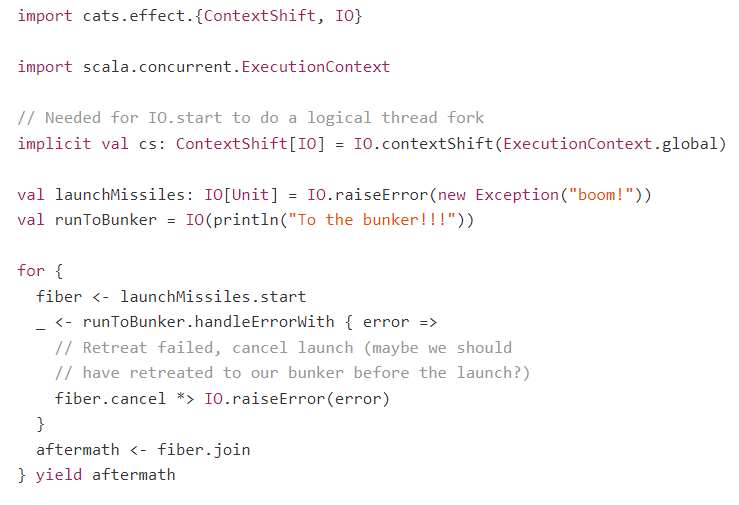 import cats.effect.{ContextShift, IO}
import scala.concurrent.ExecutionContext
// Needed for IO.start to do a logical thread fork
implicit val cs: ContextShift[IO] = IO.contextShift(ExecutionContext.global)
val launchMissiles: IO[Unit] = IO.raiseError(new Exception("boom!"))
val runToBunker = IO(println("To the bunker!!!"))
for {
  fiber <- launchMissiles.start
  _ <- runToBunker.handleErrorWith { error =>
    // Retreat failed, cancel launch (maybe we should
    // have retreated to our bunker before the launch?)
    fiber.cancel *> IO.raiseError(error)
  }
  aftermath <- fiber.join
} yield aftermath